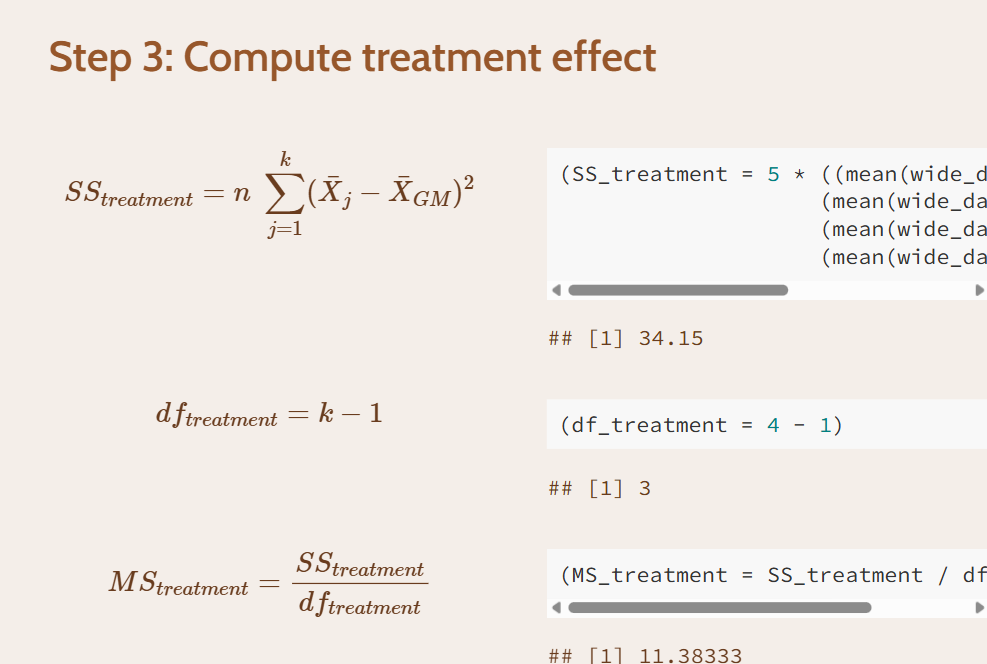 Step 3: Compute treatment effect
SS_{treatment} = n \sum_{j=1}^{k} (\bar{X}_j − \bar{X}_{GM})^2
(SS_treatment = 5 * ((mean(wide_d
(mean(wide_da
(mean(wide_da
(mean(wide_da
## [1] 34.15
df_{treatment} = k − 1
(df_treatment = 4 - 1)
## [1] 3
MS_{treatment} = \frac{SS_{treatment}}{df_{treatment}}
(MS_treatment = SS_treatment / df
## [1] 11.38333